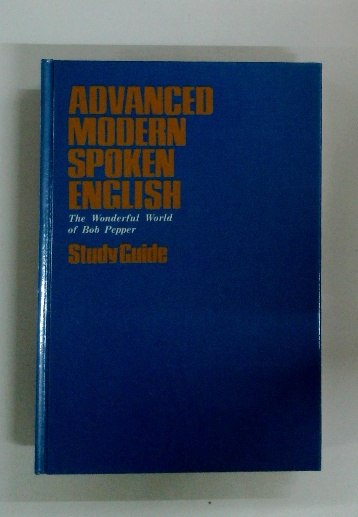 ADVANCED
MODERN
SPOKEN
ENGLISH
The Wonderful World
of Bob Pepper
Study Guide